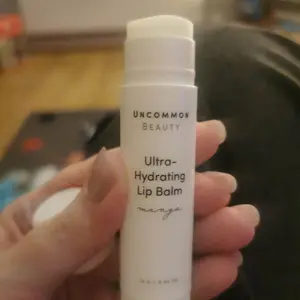 UNCOMMON
BEAUTY
Ultra-
Hydrating
Lip Balm
mango